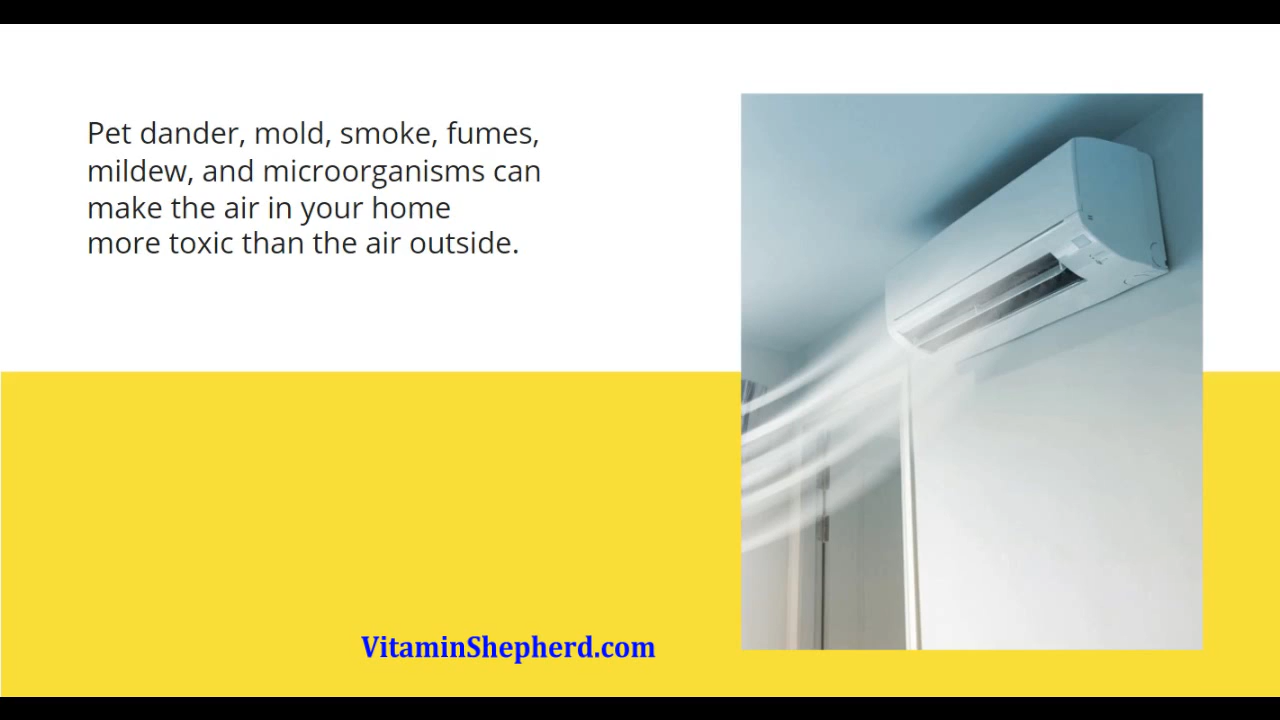 Pet dander, mold, smoke, fumes,
mildew, and microorganisms can
make the air in your home
more toxic than the air outside.
VitaminShepherd.com